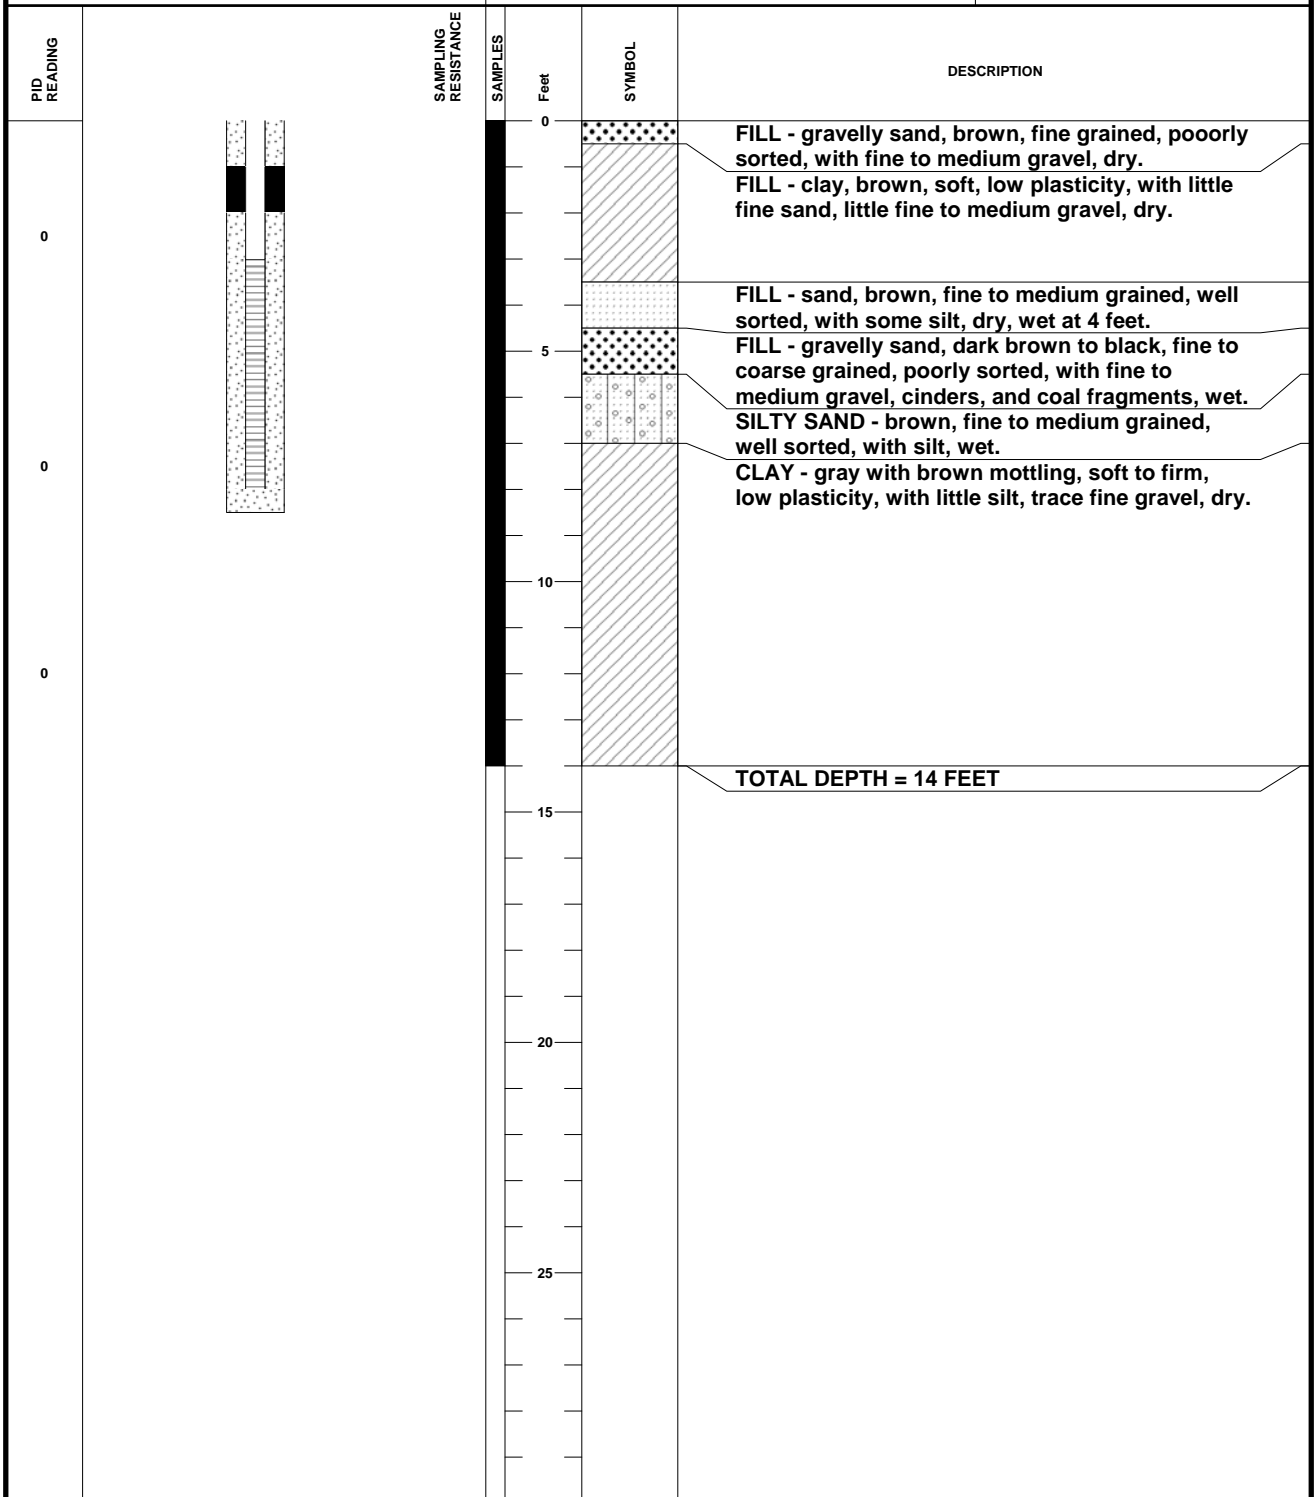 PID
READING
SAMPLING
RESISTANCE
SAMPLES
Feet
SYMBOL
DESCRIPTION
0
FILL - gravelly sand, brown, fine grained, pooorly
sorted, with fine to medium gravel, dry.
FILL - clay, brown, soft, low plasticity, with little
fine sand, little fine to medium gravel, dry.
0
FILL - sand, brown, fine to medium grained, well
sorted, with some silt, dry, wet at 4 feet.
FILL - gravelly sand, dark brown to black, fine to
5
coarse grained, poorly sorted, with fine to
medium gravel, cinders, and coal fragments, wet.
SILTY SAND - brown, fine to medium grained,
well sorted, with silt, wet.
0
CLAY - gray with brown mottling, soft to firm,
low plasticity, with little silt, trace fine gravel, dry.
10
0
TOTAL DEPTH = 14 FEET
15
20
25